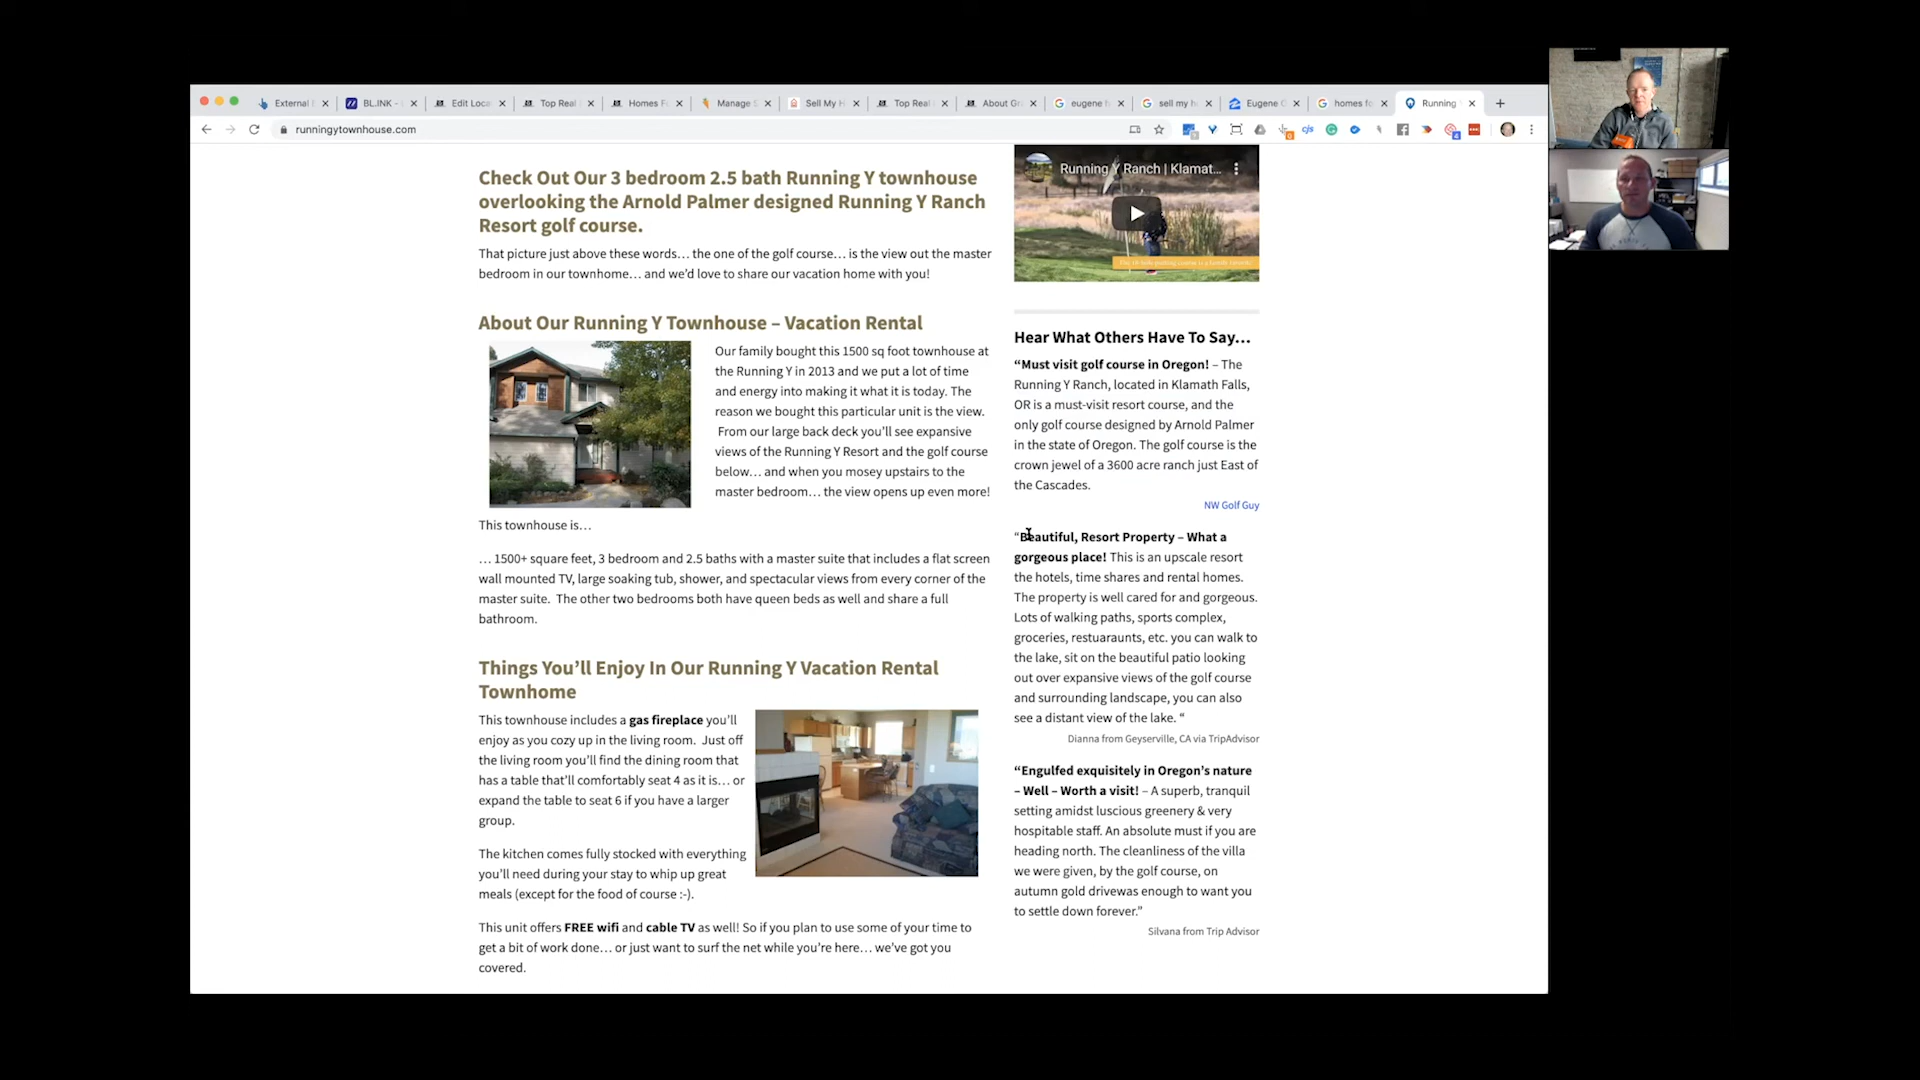 External
BL.INK -
Edit Loca
Top Real
Homes F
Manage
Sell My H
Top Real
About Gr
eugene h
sell my h
Eugene O
homes fo
Running
runningytownhouse.com
Check Out Our 3 bedroom 2.5 bath Running Y townhouse
overlooking the Arnold Palmer designed Running Y Ranch
Resort golf course.
That picture just above these words… the one of the golf course… is the view out the master
bedroom in our townhome… and we’d love to share our vacation home with you!
About Our Running Y Townhouse – Vacation Rental
Our family bought this 1500 sq foot townhouse at
the Running Y in 2013 and we put a lot of time
and energy into making it what it is today. The
reason we bought this particular unit is the view.
From our large back deck you’ll see expansive
views of the Running Y Resort and the golf course
below… and when you mosey upstairs to the
master bedroom… the view opens up even more!
This townhouse is…
… 1500+ square feet, 3 bedroom and 2.5 baths with a master suite that includes a flat screen
wall mounted TV, large soaking tub, shower, and spectacular views from every corner of the
master suite.  The other two bedrooms both have queen beds as well and share a full
bathroom.
Things You’ll Enjoy In Our Running Y Vacation Rental
Townhome
This townhouse includes a gas fireplace you’ll
enjoy as you cozy up in the living room.  Just off
the living room you’ll find the dining room that
has a table that’ll comfortably seat 4 as it is… or
expand the table to seat 6 if you have a larger
group.
The kitchen comes fully stocked with everything
you’ll need during your stay to whip up great
meals (except for the food of course :-).
This unit offers FREE wifi and cable TV as well! So if you plan to use some of your time to
get a bit of work done… or just want to surf the net while you’re here… we’ve got you
covered.
Running Y Ranch | Klamat...
Hear What Others Have To Say…
“Must visit golf course in Oregon! – The
Running Y Ranch, located in Klamath Falls,
OR is a must-visit resort course, and the
only golf course designed by Arnold Palmer
in the state of Oregon. The golf course is the
crown jewel of a 3600 acre ranch just East of
the Cascades.
NW Golf Guy
“Beautiful, Resort Property – What a
gorgeous place! This is an upscale resort
the hotels, time shares and rental homes.
The property is well cared for and gorgeous.
Lots of walking paths, sports complex,
groceries, restuaraunts, etc. you can walk to
the lake, sit on the beautiful patio looking
out over expansive views of the golf course
and surrounding landscape, you can also
see a distant view of the lake. “
Dianna from Geyserville, CA via TripAdvisor
“Engulfed exquisitely in Oregon’s nature
– Well – Worth a visit! – A superb, tranquil
setting amidst luscious greenery & very
hospitable staff. An absolute must if you are
heading north. The cleanliness of the villa
we were given, by the golf course, on
autumn gold drivewas enough to want you
to settle down forever.”
Silvana from Trip Advisor